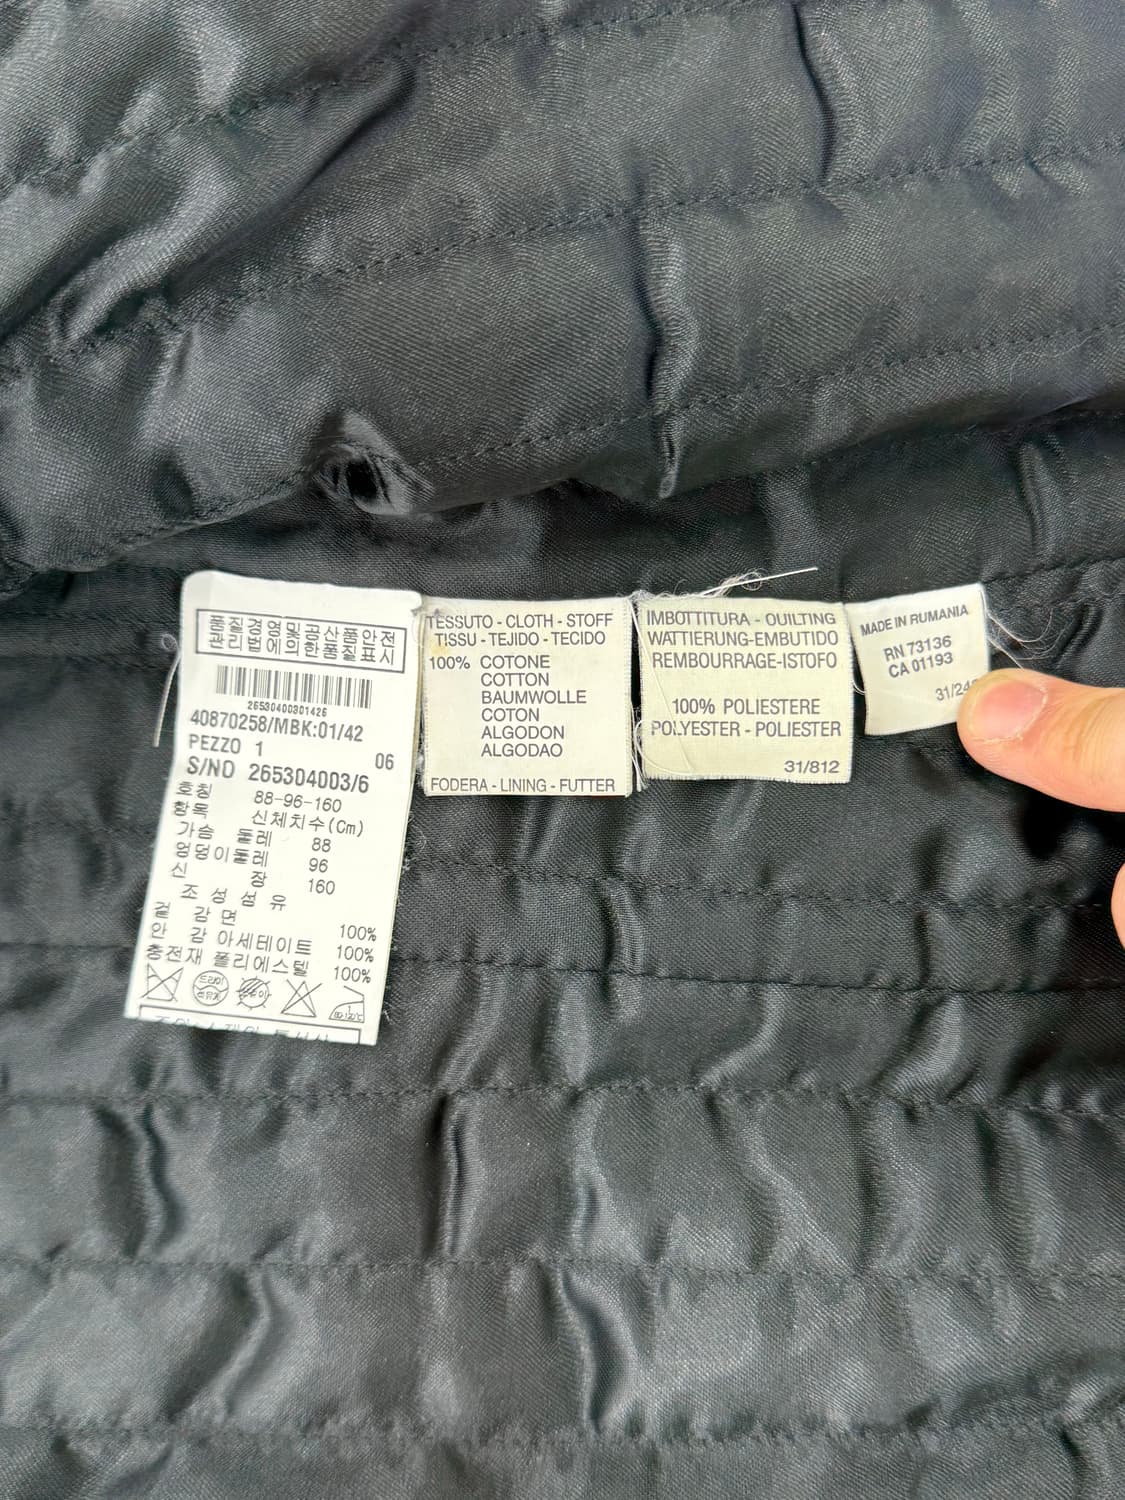 품질경영및공산품안전
관리법에의한품질표시
26530400301426
40870258/MBK:01/42
PEZZO 1 06
S/NO 265304003/6
호칭 88-96-160
항목 신체치수(Cm)
가슴 둘레 88
엉덩이둘레 96
신 장 160
조성섬유
겉 감 면 100%
안 감 아세테이트 100%
충전재 폴리에스텔 100%
드라이
TESSUTO - CLOTH - STOFF
TISSU - TEJIDO - TECIDO
100% COTONE
COTTON
BAUMWOLLE
COTON
ALGODON
ALGODAO
FODERA - LINING - FUTTER
IMBOTTITURA - QUILTING
WATTIERUNG-EMBUTIDO
REMBOURRAGE-ISTOFO
100% POLIESTERE
POLYESTER - POLIESTER
31/812
MADE IN RUMANIA
RN 73136
CA 01193